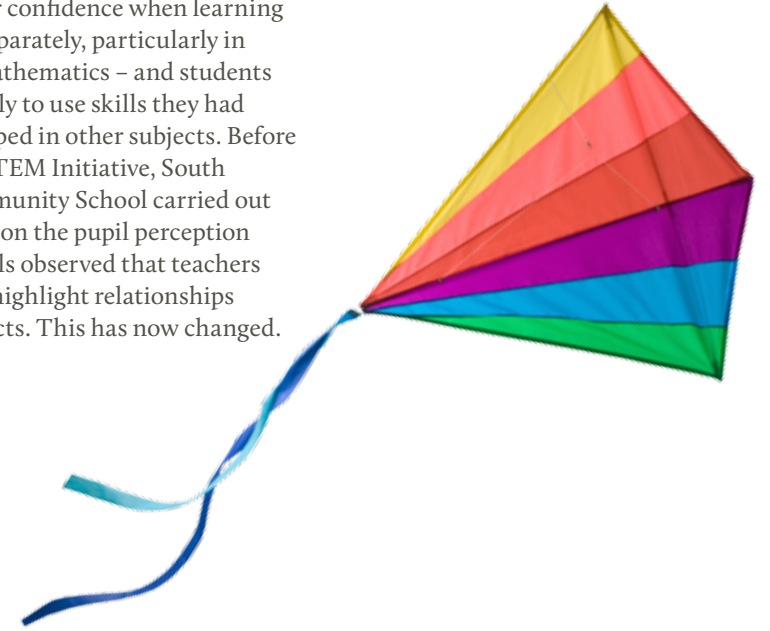 r confidence when learning
parately, particularly in
athematics – and students
ly to use skills they had
ped in other subjects. Before
TEM Initiative, South
munity School carried out
on the pupil perception
ls observed that teachers
highlight relationships
cts. This has now changed.